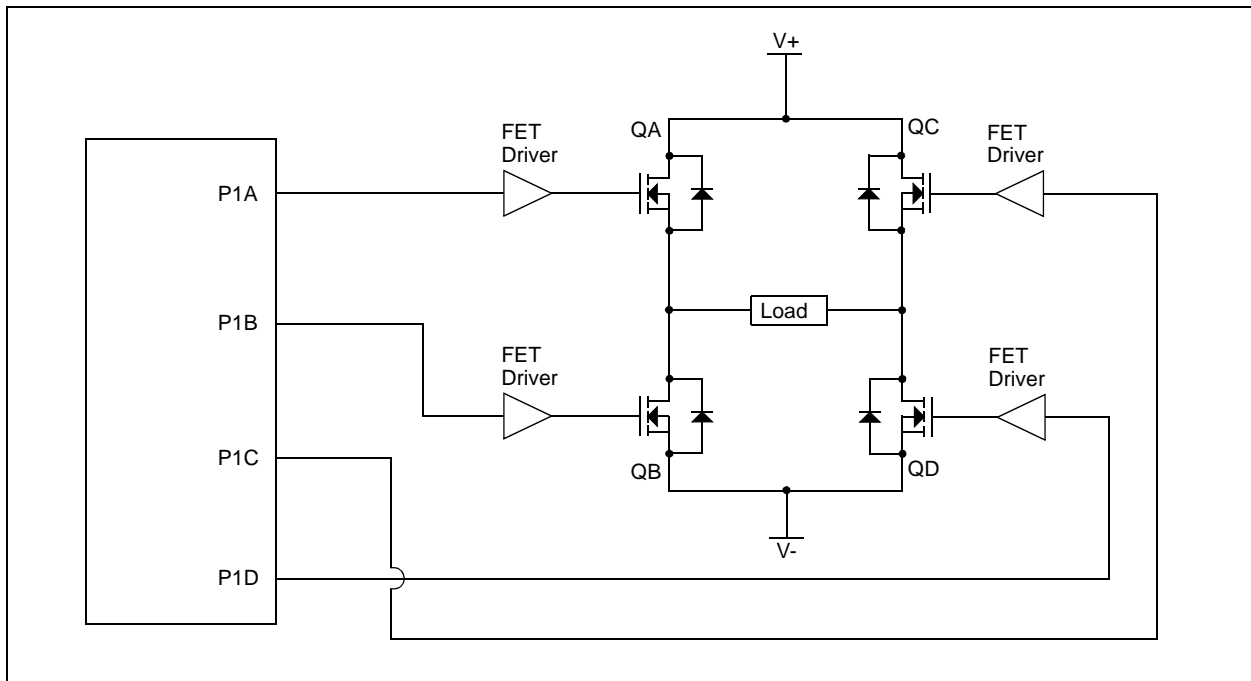 V+
FET
Driver
QA
QC
FET
Driver
P1A
P1B
Load
FET
Driver
FET
Driver
P1C
QB
QD
V-
P1D